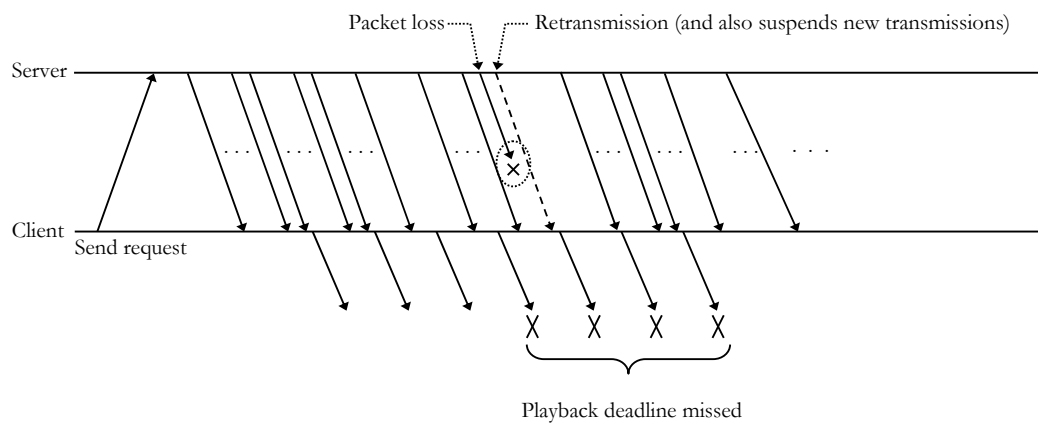 Packet loss
Retransmission (and also suspends new transmissions)
Server
. . .
. . .
. . .
. . .
. . .
. . .
. . .
. . .
Client
Send request
Playback deadline missed